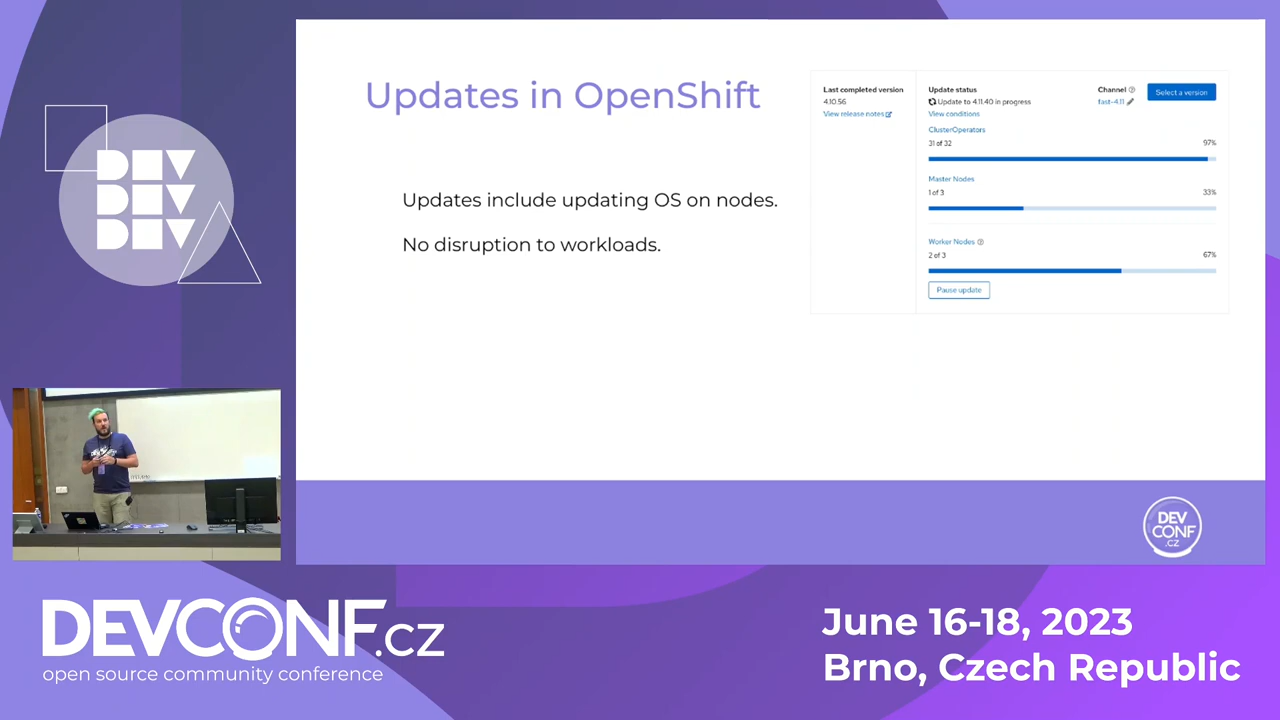 DEV
DEV
DEV
Updates in OpenShift
Updates include updating OS on nodes.
No disruption to workloads.
Last completed version
4.10.56
View release notes
Update status
Update to 4.11.40 in progress
View conditions
Channel
fast-4.11
Select a version
ClusterOperators
31 of 32
97%
Master Nodes
1 of 3
33%
Worker Nodes
2 of 3
67%
Pause update
DEV
CONF
.CZ
DEVCONF.cz
open source community conference
June 16-18, 2023
Brno, Czech Republic